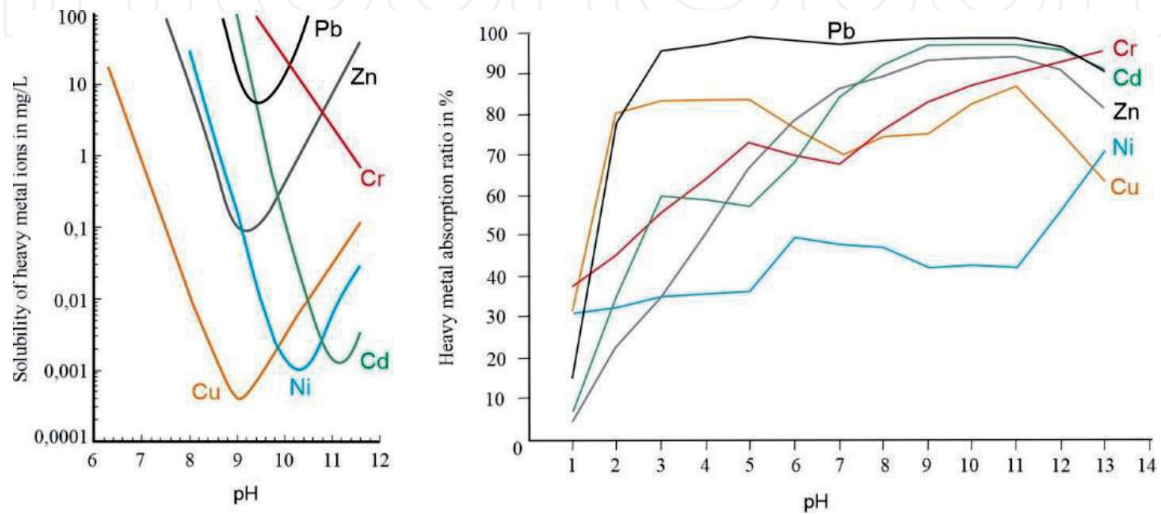 Solubility of heavy metal ions in mg/L
100
10
1
0,1
0,01
0,001
0,0001
6 7 8 9 10 11 12
pH
Pb
Zn
Cr
Cd
Ni
Cu
Heavy metal absorption ratio in %
100
90
80
70
60
50
40
30
20
10
0
1 2 3 4 5 6 7 8 9 10 11 12 13 14
pH
Pb
Cr
Cd
Zn
Ni
Cu